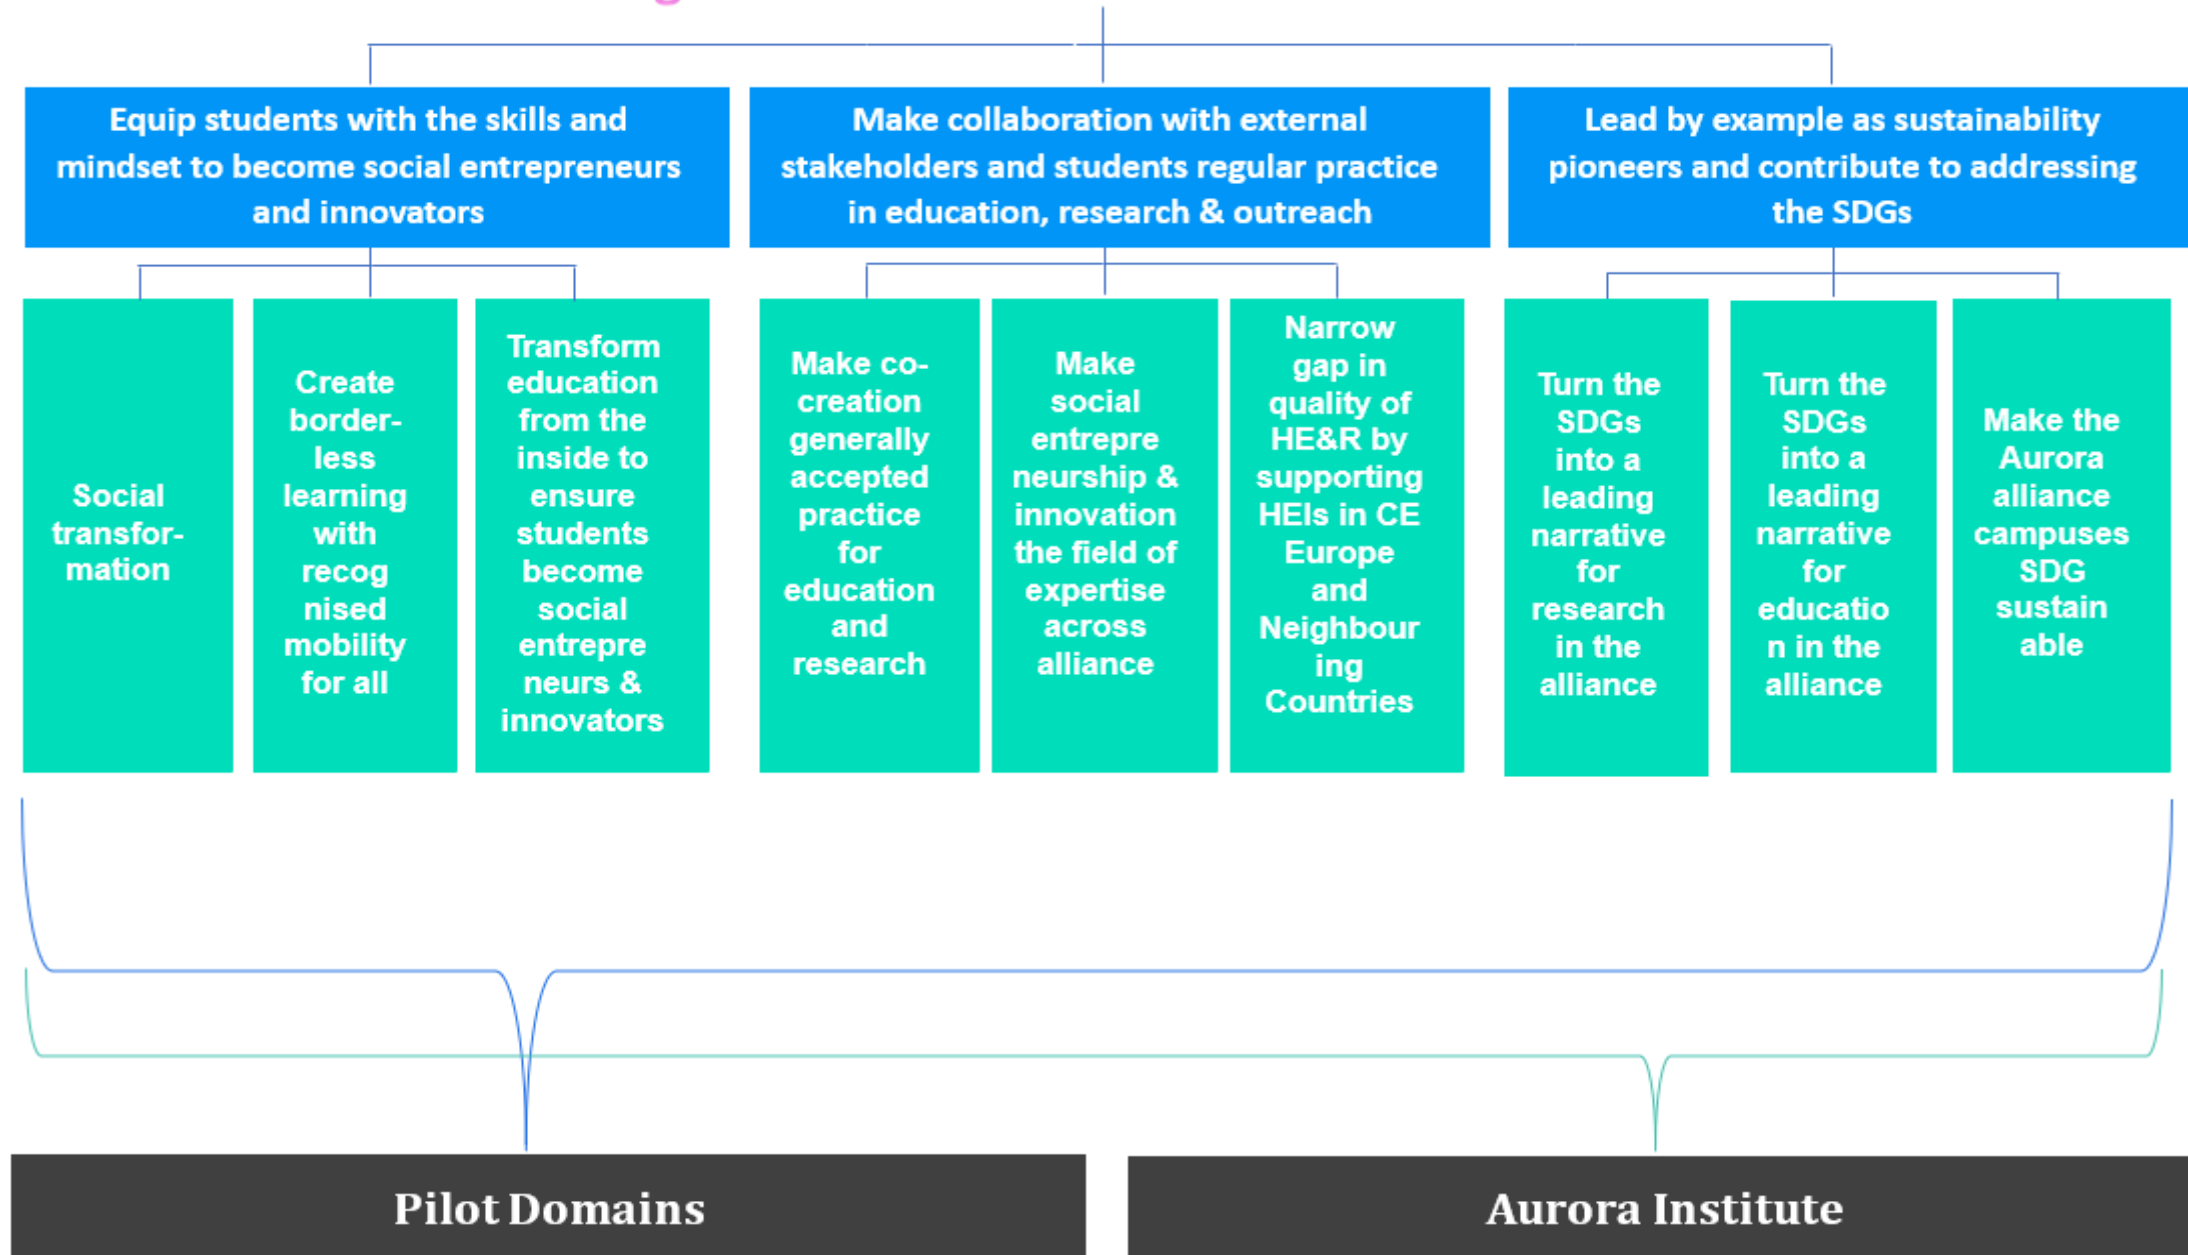 Equip students with the skills and
mindset to become social entrepreneurs
and innovators
Make collaboration with external
stakeholders and students regular practice
in education, research & outreach
Lead by example as sustainability
pioneers and contribute to addressing
the SDGs
Social
transfor-
mation
Create
border-
less
learning
with
recog
nised
mobility
for all
Transform
education
from the
inside to
ensure
students
become
social
entrepre
neurs &
innovators
Make co-
creation
generally
accepted
practice
for
education
and
research
Make
social
entrepre
neurship &
innovation
the field of
expertise
across
alliance
Narrow
gap in
quality of
HE&R by
supporting
HEIs in CE
Europe
and
Neighbour
ing
Countries
Turn the
SDGs
into a
leading
narrative
for
research
in the
alliance
Turn the
SDGs
into a
leading
narrative
for
educatio
n in the
alliance
Make the
Aurora
alliance
campuses
SDG
sustain
able
Pilot Domains
Aurora Institute